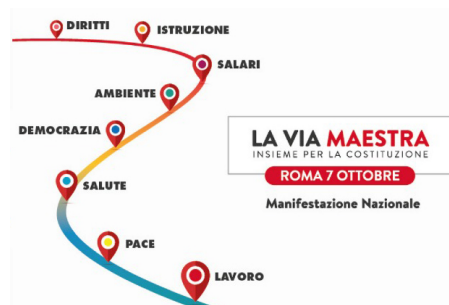 DIRITTI
ISTRUZIONE
SALARI
AMBIENTE
DEMOCRAZIA
SALUTE
PACE
LAVORO
LA VIA MAESTRA
INSIEME PER LA COSTITUZIONE
ROMA 7 OTTOBRE
Manifestazione Nazionale